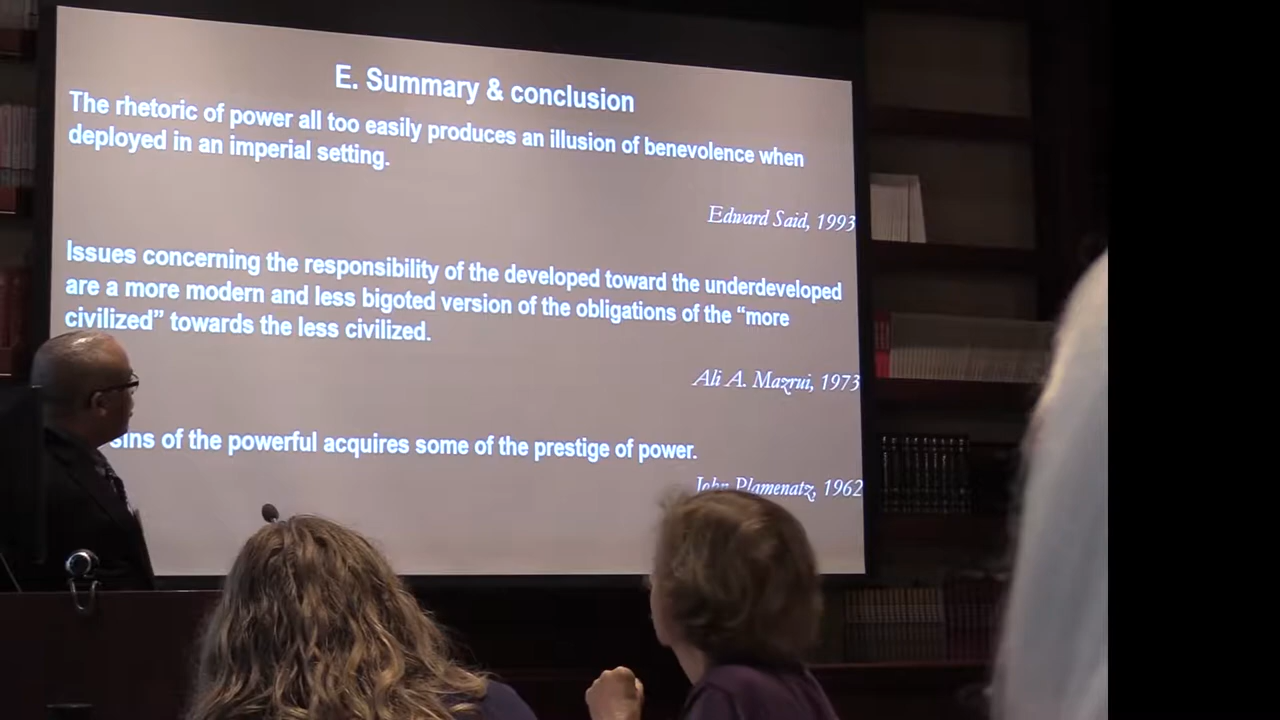 E. Summary & conclusion
The rhetoric of power all too easily produces an illusion of benevolence when
deployed in an imperial setting.
Edward Said, 1993
Issues concerning the responsibility of the developed toward the underdeveloped
are a more modern and less bigoted version of the obligations of the “more
civilized” towards the less civilized.
Ali A. Mazrui, 1973
sins of the powerful acquires some of the prestige of power.
John Plamenatz, 1962